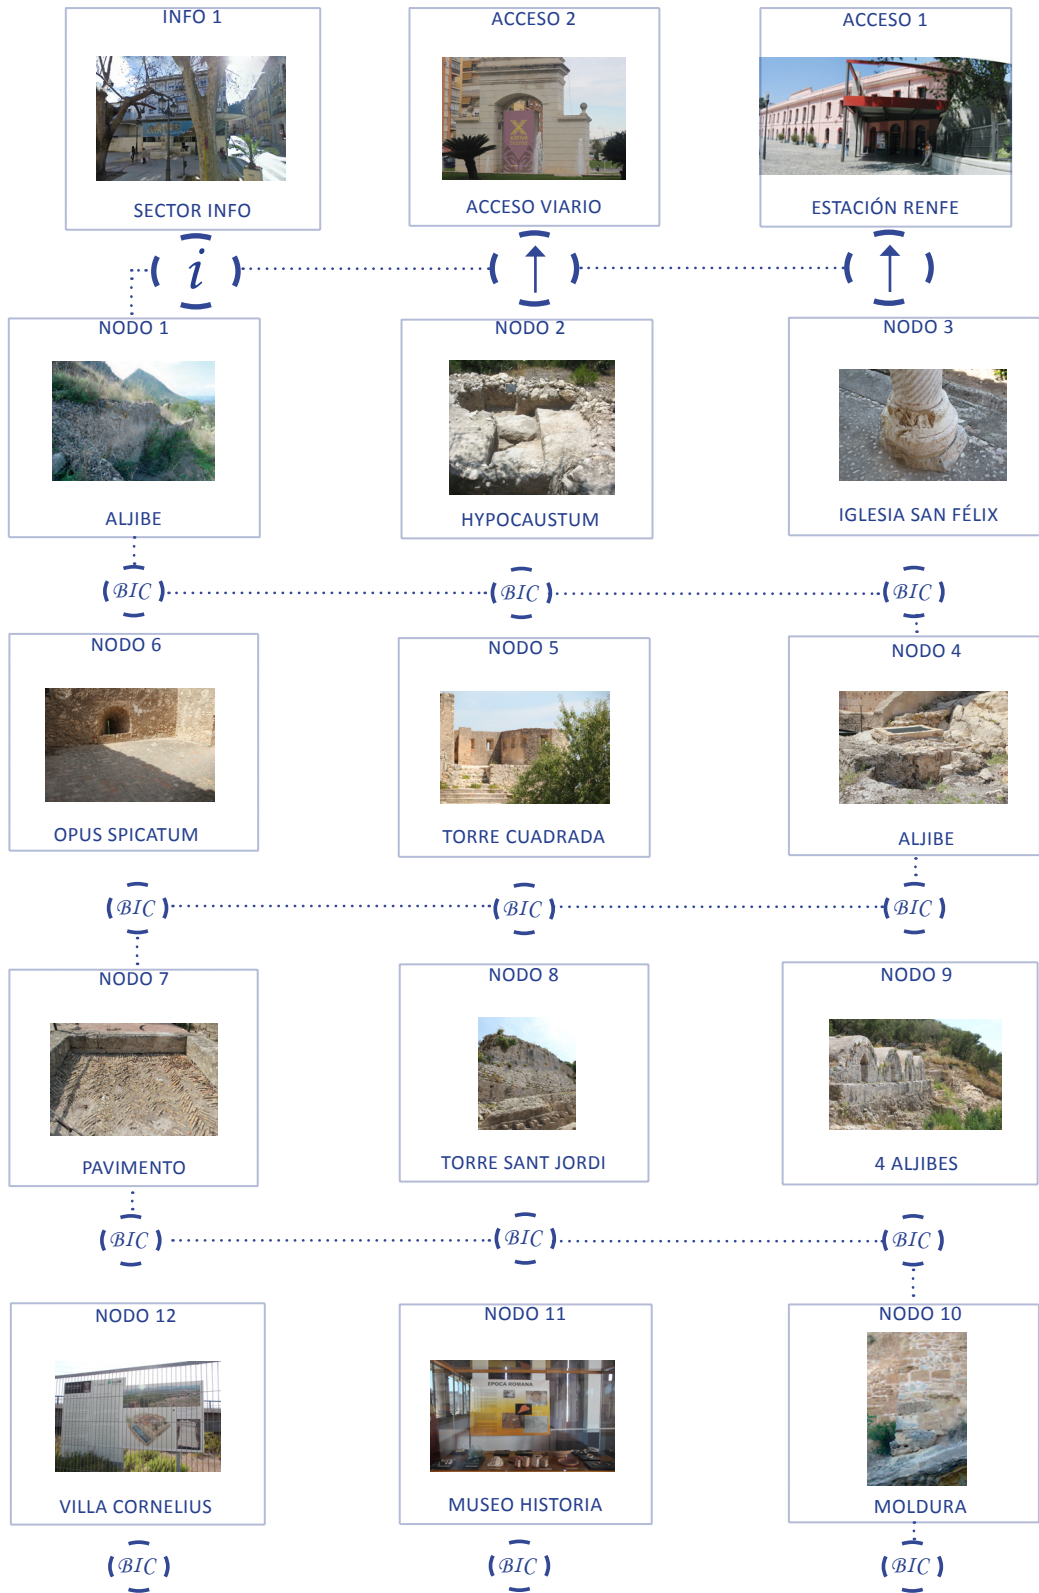 INFO 1
ACCESO 2
ACCESO 1
X
SECTOR INFO
ACCESO VIARIO
ESTACIÓN RENFE
i
NODO 1
NODO 2
NODO 3
ALJIBE
HYPOCAUSTUM
IGLESIA SAN FÉLIX
BIC
BIC
BIC
NODO 6
NODO 5
NODO 4
OPUS SPICATUM
TORRE CUADRADA
ALJIBE
BIC
BIC
BIC
NODO 7
NODO 8
NODO 9
PAVIMENTO
TORRE SANT JORDI
4 ALJIBES
BIC
BIC
BIC
NODO 12
NODO 11
NODO 10
EPOCA ROMANA
VILLA CORNELIUS
MUSEO HISTORIA
MOLDURA
BIC
BIC
BIC